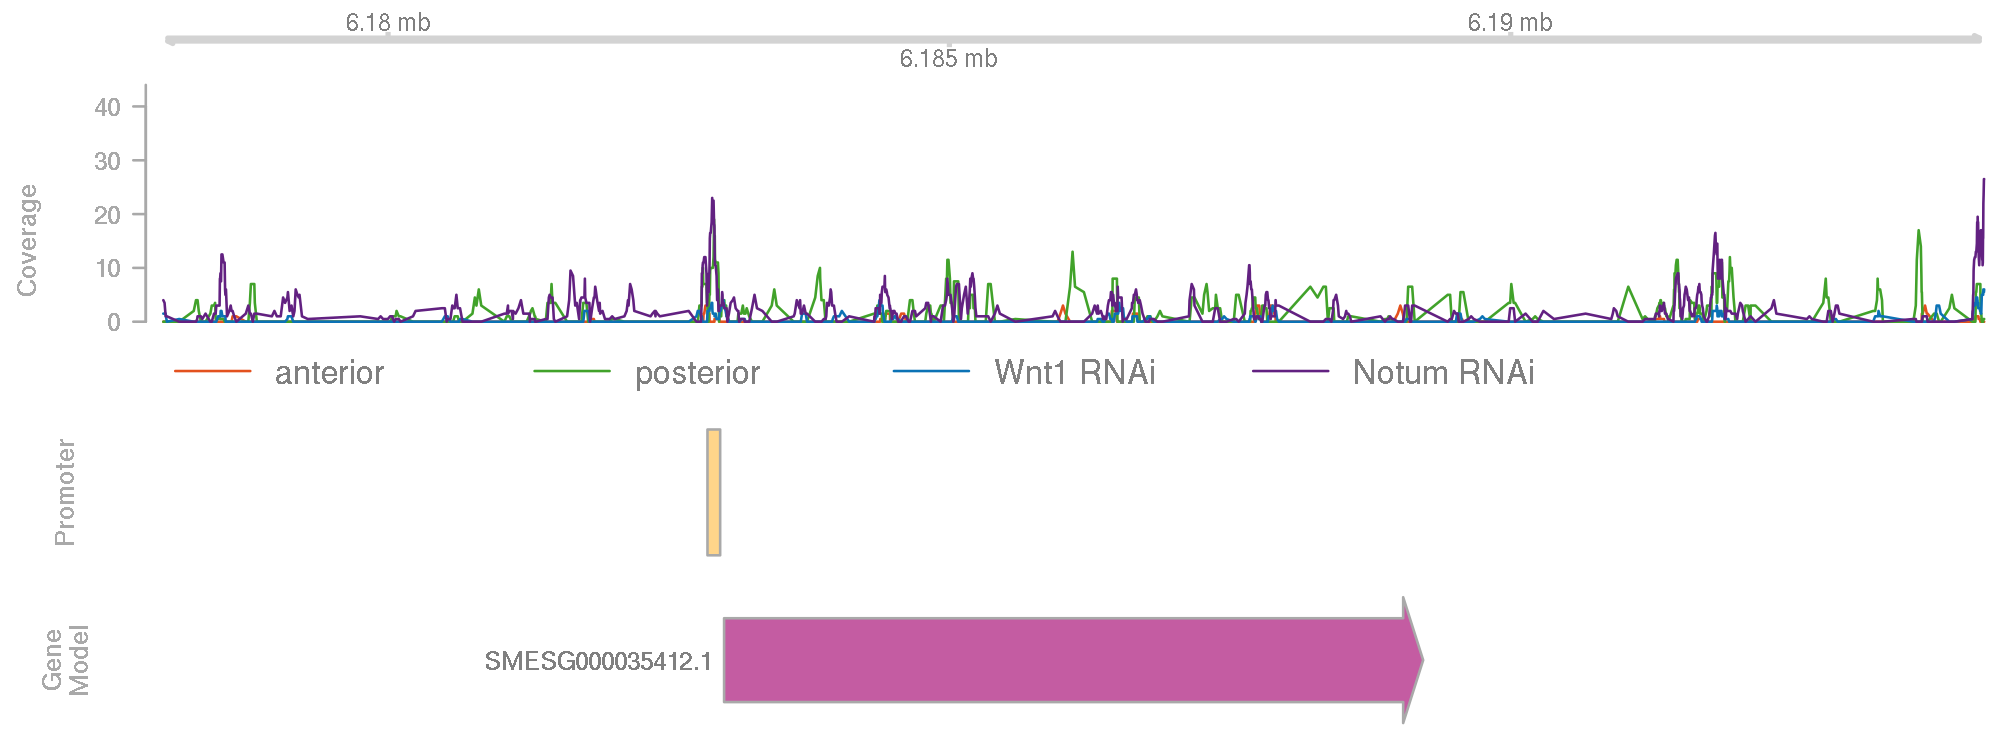 6.18 mb
6.19 mb
6.185 mb
Coverage
40
30
20
10
0
anterior
posterior
Wnt1 RNAi
Notum RNAi
Promoter
Gene
Model
SMESG000035412.1